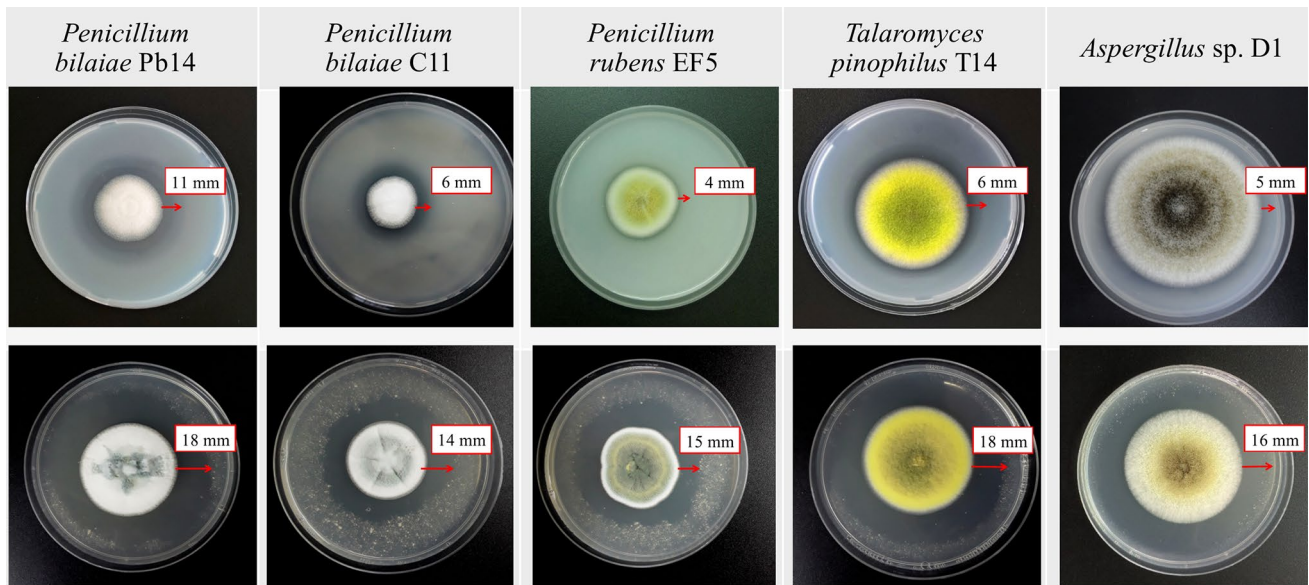 Penicillium
bilaiae Pb14
Penicillium
bilaiae C11
Penicillium
rubens EF5
Talaromyces
pinophilus T14
Aspergillus sp. D1
11 mm
6 mm
4 mm
6 mm
5 mm
18 mm
14 mm
15 mm
18 mm
16 mm